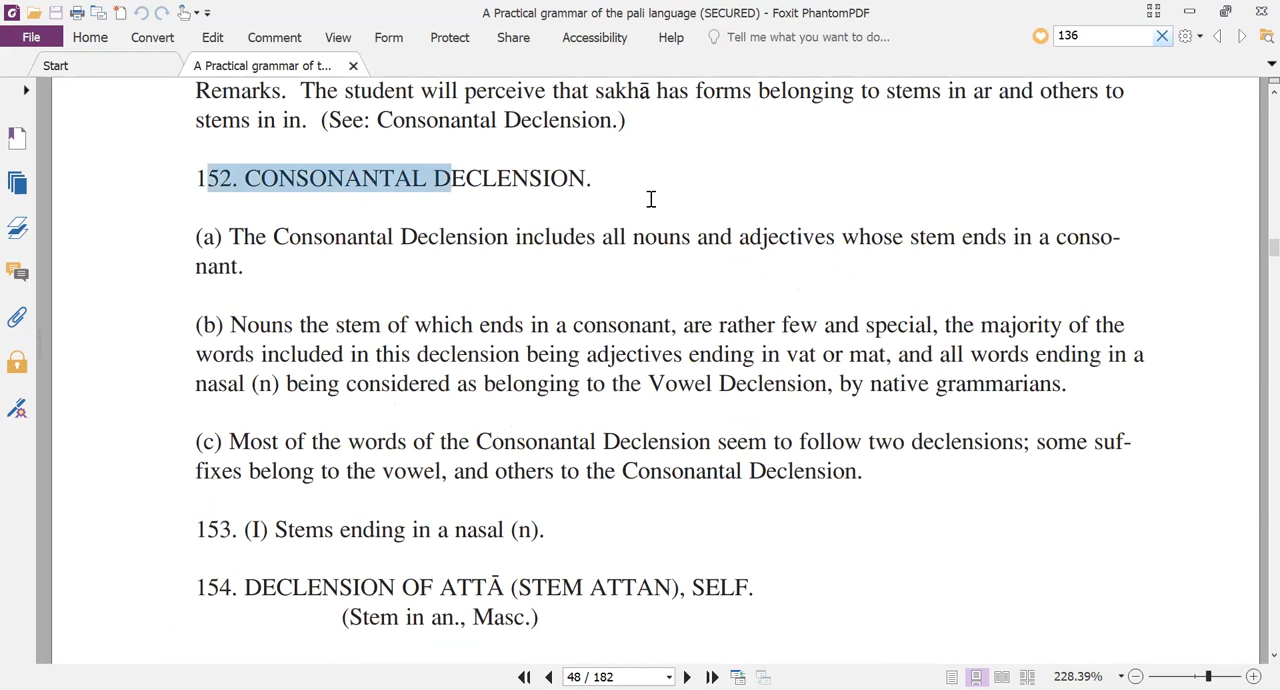 A Practical grammar of the pali language (SECURED) - Foxit PhantomPDF
File Home Convert Edit Comment View Form Protect Share Accessibility Help Tell me what you want to do... 136
Start A Practical grammar of t...
Remarks. The student will perceive that sakhā has forms belonging to stems in ar and others to
stems in in. (See: Consonantal Declension.)
152. CONSONANTAL DECLENSION.
(a) The Consonantal Declension includes all nouns and adjectives whose stem ends in a conso-
nant.
(b) Nouns the stem of which ends in a consonant, are rather few and special, the majority of the
words included in this declension being adjectives ending in vat or mat, and all words ending in a
nasal (n) being considered as belonging to the Vowel Declension, by native grammarians.
(c) Most of the words of the Consonantal Declension seem to follow two declensions; some suf-
fixes belong to the vowel, and others to the Consonantal Declension.
153. (I) Stems ending in a nasal (n).
154. DECLENSION OF ATTĀ (STEM ATTAN), SELF.
(Stem in an., Masc.)
48 / 182 228.39%